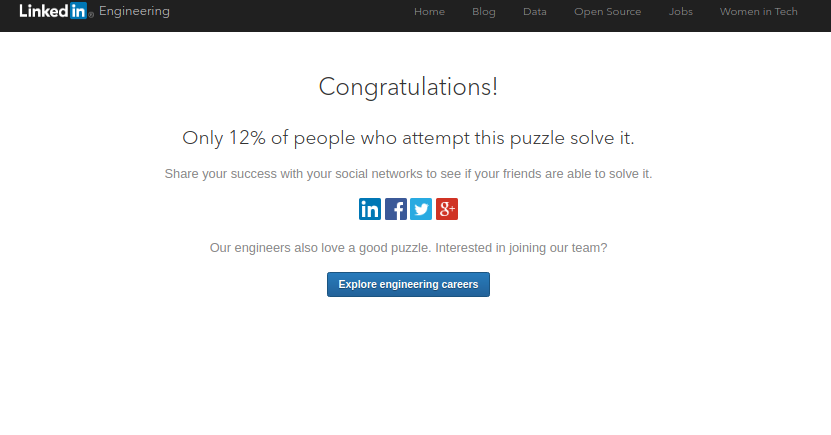 Linked in® Engineering Home Blog Data Open Source Jobs Women in Tech
Congratulations!
Only 12% of people who attempt this puzzle solve it.
Share your success with your social networks to see if your friends are able to solve it.
in f g+
Our engineers also love a good puzzle. Interested in joining our team?
Explore engineering careers